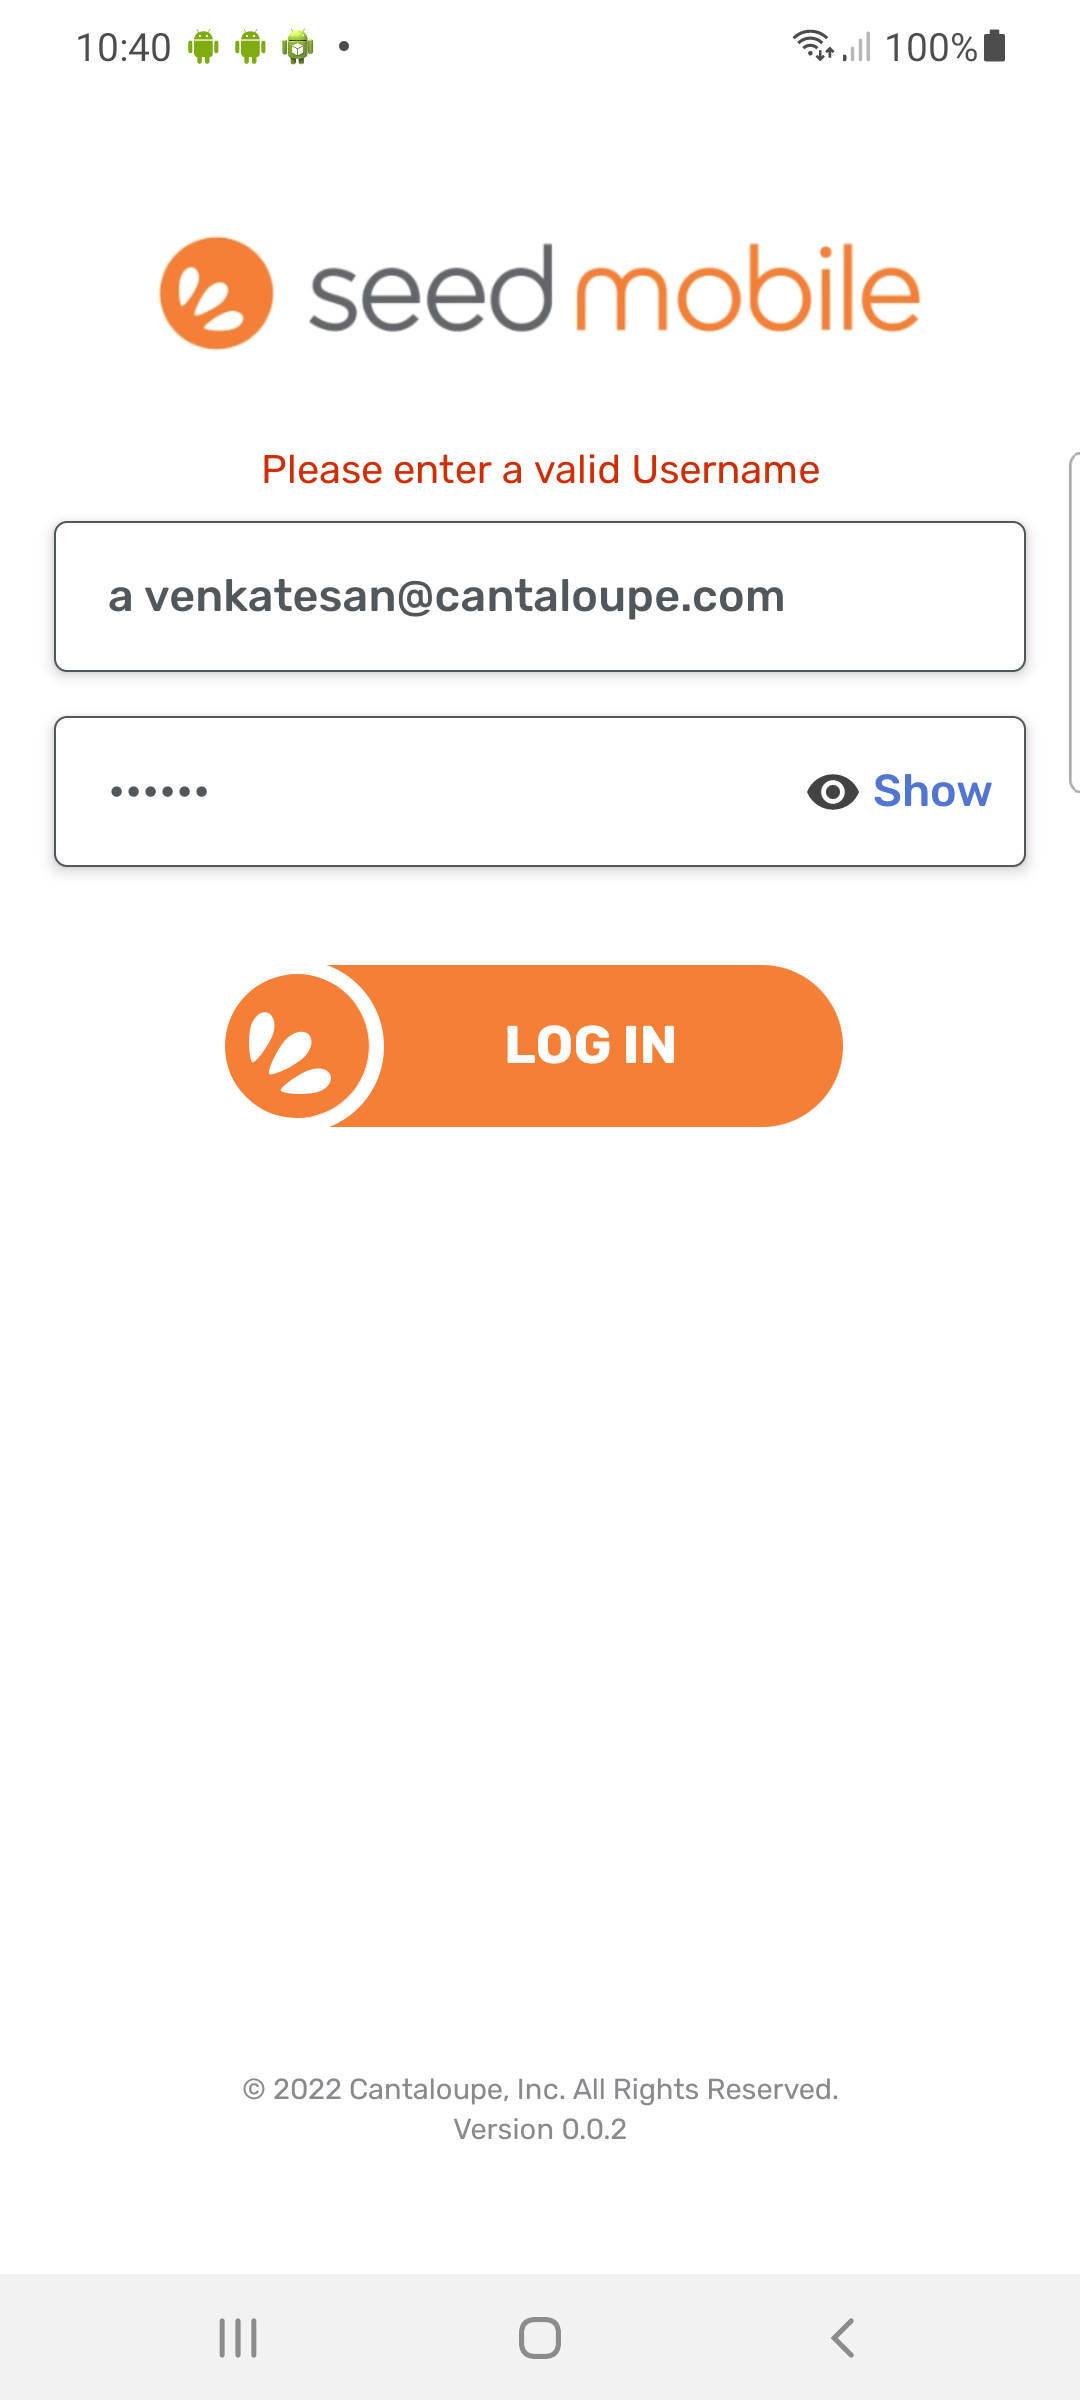 10:40 100%
seed mobile
Please enter a valid Username
a venkatesan@cantaloupe.com
•••••• Show
LOG IN
© 2022 Cantaloupe, Inc. All Rights Reserved.
Version 0.0.2